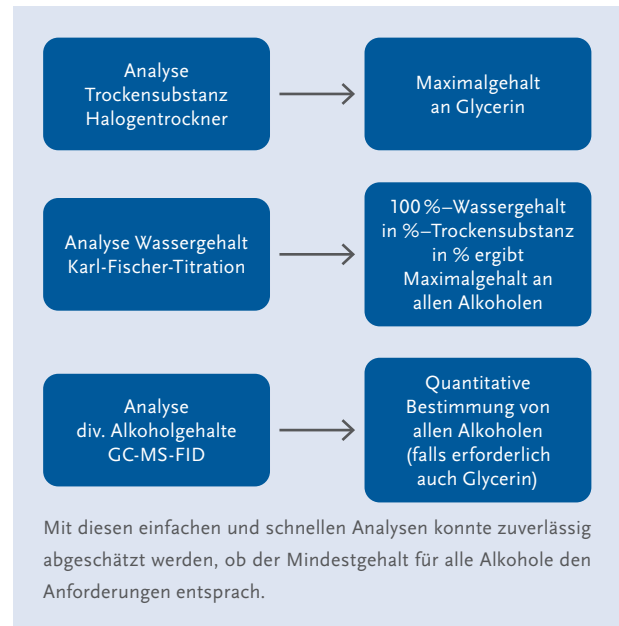 Analyse
Trockensubstanz
Halogentrockner
Maximalgehalt
an Glycerin
Analyse Wassergehalt
Karl-Fischer-Titration
100 %–Wassergehalt
in %–Trockensubstanz
in % ergibt
Maximalgehalt an
allen Alkoholen
Analyse
div. Alkoholgehalte
GC-MS-FID
Quantitative
Bestimmung von
allen Alkoholen
(falls erforderlich
auch Glycerin)
Mit diesen einfachen und schnellen Analysen konnte zuverlässig
abgeschätzt werden, ob der Mindestgehalt für alle Alkohole den
Anforderungen entsprach.